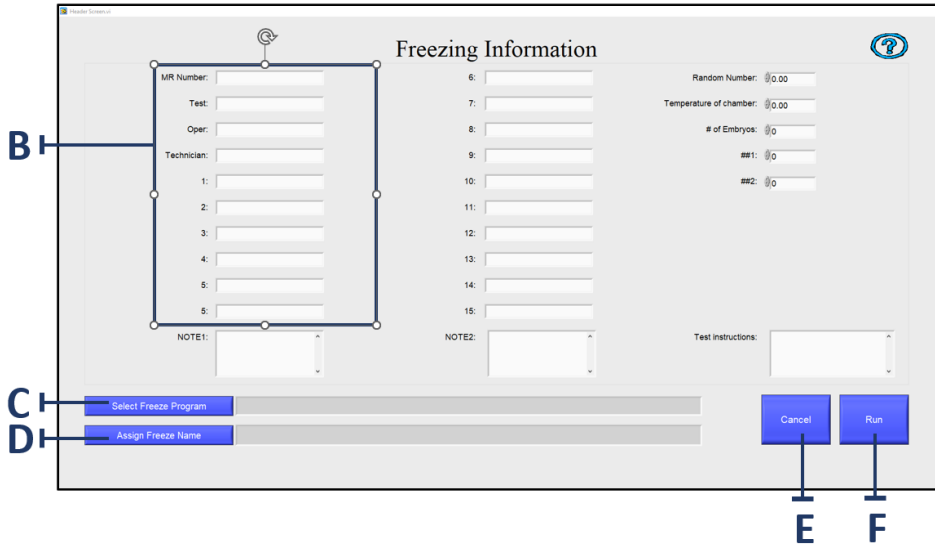 Header Screen.vi
Freezing Information
MR Number:
Test:
Oper:
Technician:
1:
2:
3:
4:
5:
5:
6:
7:
8:
9:
10:
11:
12:
13:
14:
15:
Random Number: 0.00
Temperature of chamber: 0.00
# of Embryos: 0
##1: 0
##2: 0
NOTE1:
NOTE2:
Test Instructions:
Select Freeze Program
Assign Freeze Name
Cancel
Run
?
B
C
D
E
F